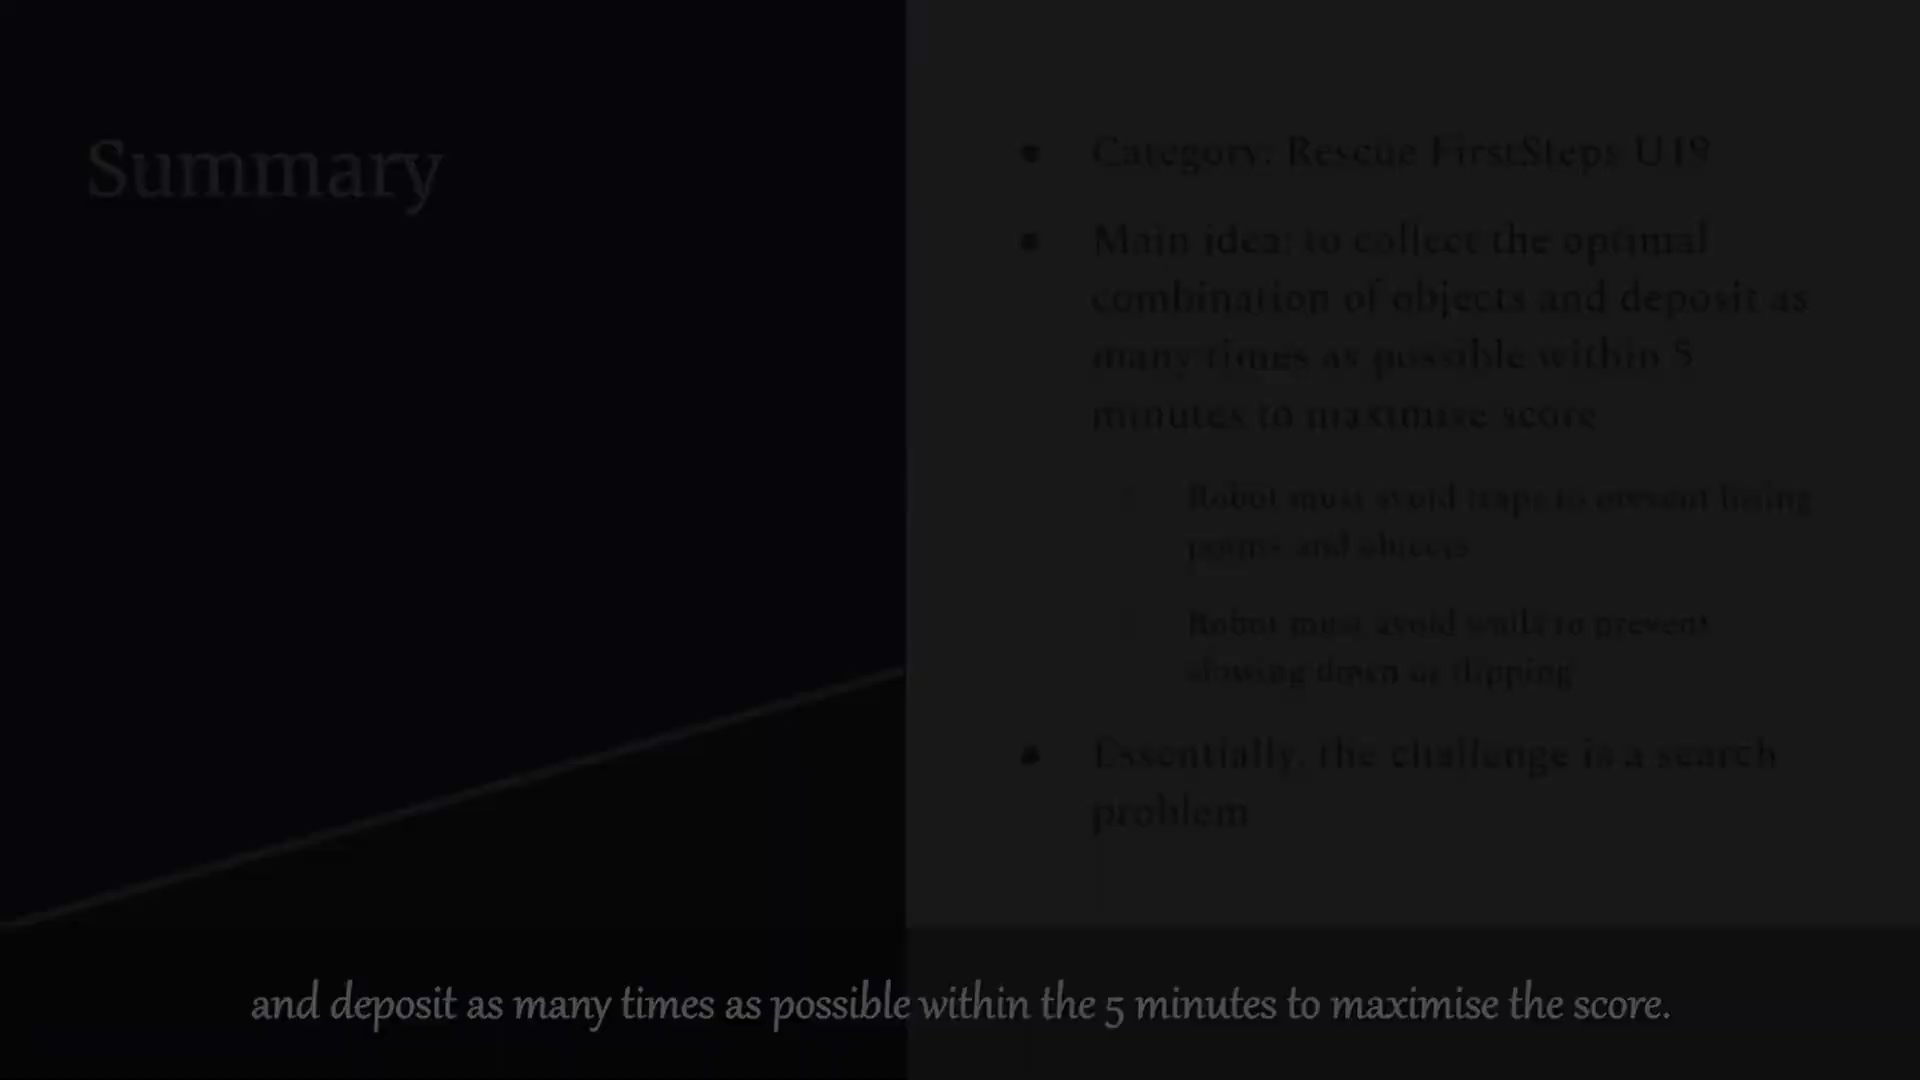 Summary
Category: Rescue FirstSteps U19
Main idea: to collect the optimal
combination of objects and deposit as
many times as possible within 5
minutes to maximise score
Robot must avoid traps to prevent losing
points and objects
Robot must avoid walls to prevent
slowing down or flipping
Essentially, the challenge is a search
problem
and deposit as many times as possible within the 5 minutes to maximise the score.